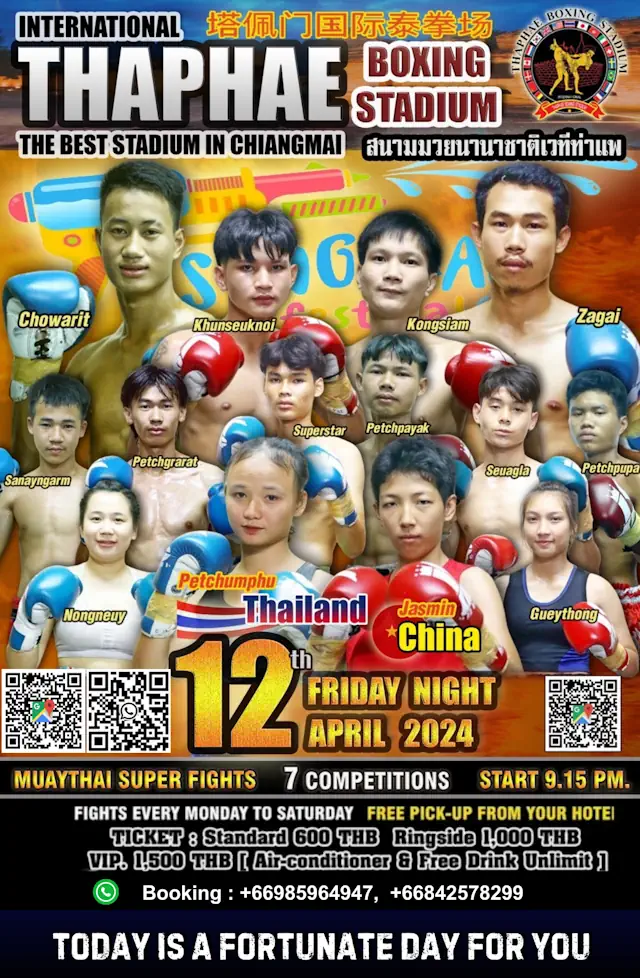 INTERNATIONAL
塔佩门国际泰拳场
THAPHAE
BOXING
STADIUM
THAPHAE BOXING STADIUM
THE BEST STADIUM IN CHIANGMAI
สนามมวยนานาชาติเวทีท่าแพ
Chowarit
Khunseuknoi
Kongsiam
Zagai
Superstar
Petchpayak
Sanayngarm
Petchgrarat
Seuagla
Petchpupa
Petchumphu
Thailand
Jasmin
China
Nongneuy
Gueythong
12th
FRIDAY NIGHT
APRIL 2024
MUAYTHAI SUPER FIGHTS 7 COMPETITIONS START 9.15 PM.
FIGHTS EVERY MONDAY TO SATURDAY FREE PICK-UP FROM YOUR HOTEl
TICKET : Standard 600 THB Ringside 1,000 THB
VIP. 1,500 THB [ Air-conditioner & Free Drink Unlimit ]
Booking : +66985964947, +66842578299
TODAY IS A FORTUNATE DAY FOR YOU